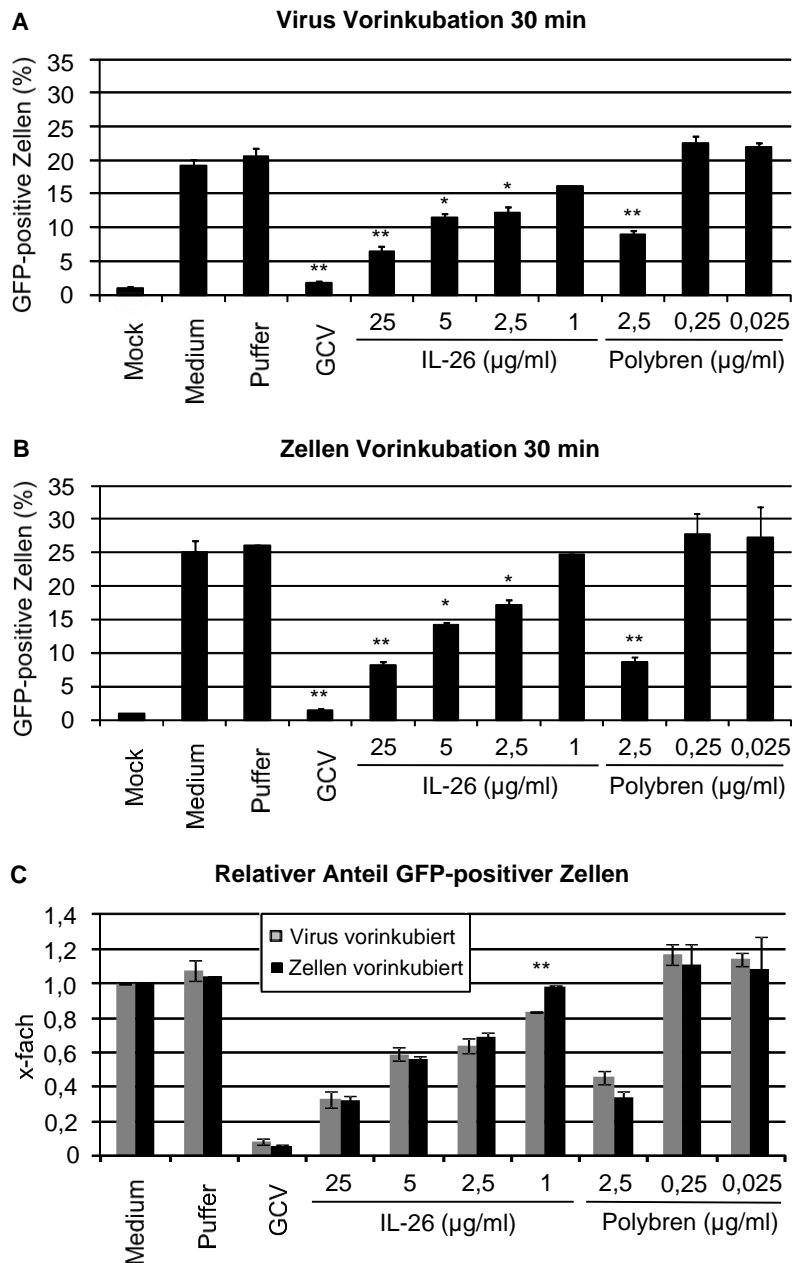 A
Virus Vorinkubation 30 min
GFP-positive Zellen (%)
35
30
25
20
15
10
5
0
** * * **
**
Mock Medium Puffer GCV 25 5 2,5 1 2,5 0,25 0,025
IL-26 (µg/ml) Polybren (µg/ml)
B
Zellen Vorinkubation 30 min
GFP-positive Zellen (%)
35
30
25
20
15
10
5
0
** * * **
**
Mock Medium Puffer GCV 25 5 2,5 1 2,5 0,25 0,025
IL-26 (µg/ml) Polybren (µg/ml)
C
Relativer Anteil GFP-positiver Zellen
x-fach
1,4
1,2
1,0
0,8
0,6
0,4
0,2
0
Virus vorinkubiert
Zellen vorinkubiert
**
Medium Puffer GCV 25 5 2,5 1 2,5 0,25 0,025
IL-26 (µg/ml) Polybren (µg/ml)